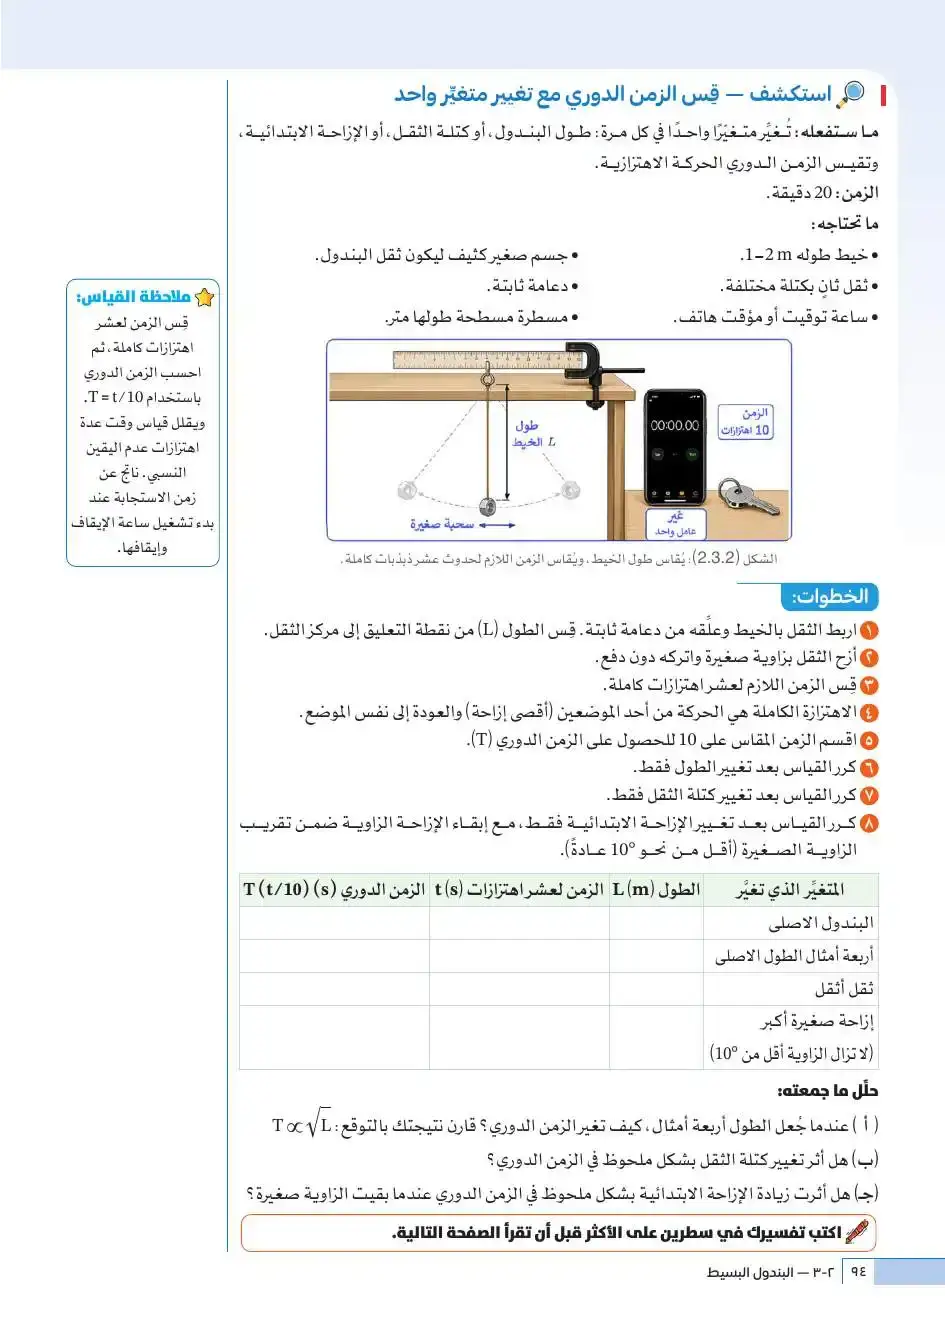 استكشف — قِس الزمن الدوري مع تغيير متغيِّر واحد
ما ستفعله: تُغيِّر متغيّرًا واحدًا في كل مرة: طول البندول، أو كتلة الثقل، أو الإزاحة الابتدائية،
وتقيس الزمن الدوري الحركة الاهتزازية.
الزمن: 20 دقيقة.
ما تحتاجه:
• خيط طوله 1–2 m.
• جسم صغير كثيف ليكون ثقل البندول.
• ثقل ثانٍ بكتلة مختلفة.
• دعامة ثابتة.
• ساعة توقيت أو مؤقت هاتف.
• مسطرة مسطحة طولها متر.
ملاحظة القياس:
قِس الزمن لعشر
اهتزازات كاملة، ثم
احسب الزمن الدوري
باستخدام T = t/10.
ويقلل قياس وقت عدة
اهتزازات عدم اليقين
النسبي. ناتج عن
زمن الاستجابة عند
بدء تشغيل ساعة الإيقاف
وإيقافها.
طول
الخيط L
سحبة صغيرة
00:00.00
الزمن
10 اهتزازات
غير
عامل واحد
الشكل (2.3.2): يُقاس طول الخيط، ويُقاس الزمن اللازم لحدوث عشر ذبذبات كاملة.
الخطوات:
١ اربط الثقل بالخيط وعلِّقه من دعامة ثابتة. قِس الطول (L) من نقطة التعليق إلى مركز الثقل.
٢ أزح الثقل بزاوية صغيرة واتركه دون دفع.
٣ قِس الزمن اللازم لعشر اهتزازات كاملة.
٤ الاهتزازة الكاملة هي الحركة من أحد الموضعين (أقصى إزاحة) والعودة إلى نفس الموضع.
٥ اقسم الزمن المقاس على 10 للحصول على الزمن الدوري (T).
٦ كرر القياس بعد تغيير الطول فقط.
٧ كرر القياس بعد تغيير كتلة الثقل فقط.
٨ كرر القياس بعد تغيير الإزاحة الابتدائية فقط، مع إبقاء الإزاحة الزاوية ضمن تقريب
الزاوية الصغيرة (أقل من نحو 10° عادةً).
المتغيِّر الذي تغيَّر الطول L (m) الزمن لعشر اهتزازات t (s) الزمن الدوري T (t/10) (s)
البندول الاصلى
أربعة أمثال الطول الاصلى
ثقل أثقل
إزاحة صغيرة أكبر
(لا تزال الزاوية أقل من 10°)
حلِّل ما جمعته:
(أ) عندما جُعل الطول أربعة أمثال، كيف تغير الزمن الدوري؟ قارن نتيجتك بالتوقع: T ∝ √L
(ب) هل أثر تغيير كتلة الثقل بشكل ملحوظ في الزمن الدوري؟
(جـ) هل أثرت زيادة الإزاحة الابتدائية بشكل ملحوظ في الزمن الدوري عندما بقيت الزاوية صغيرة؟
اكتب تفسيرك في سطرين على الأكثر قبل أن تقرأ الصفحة التالية.
٩٤ ٢-٣ — البندول البسيط